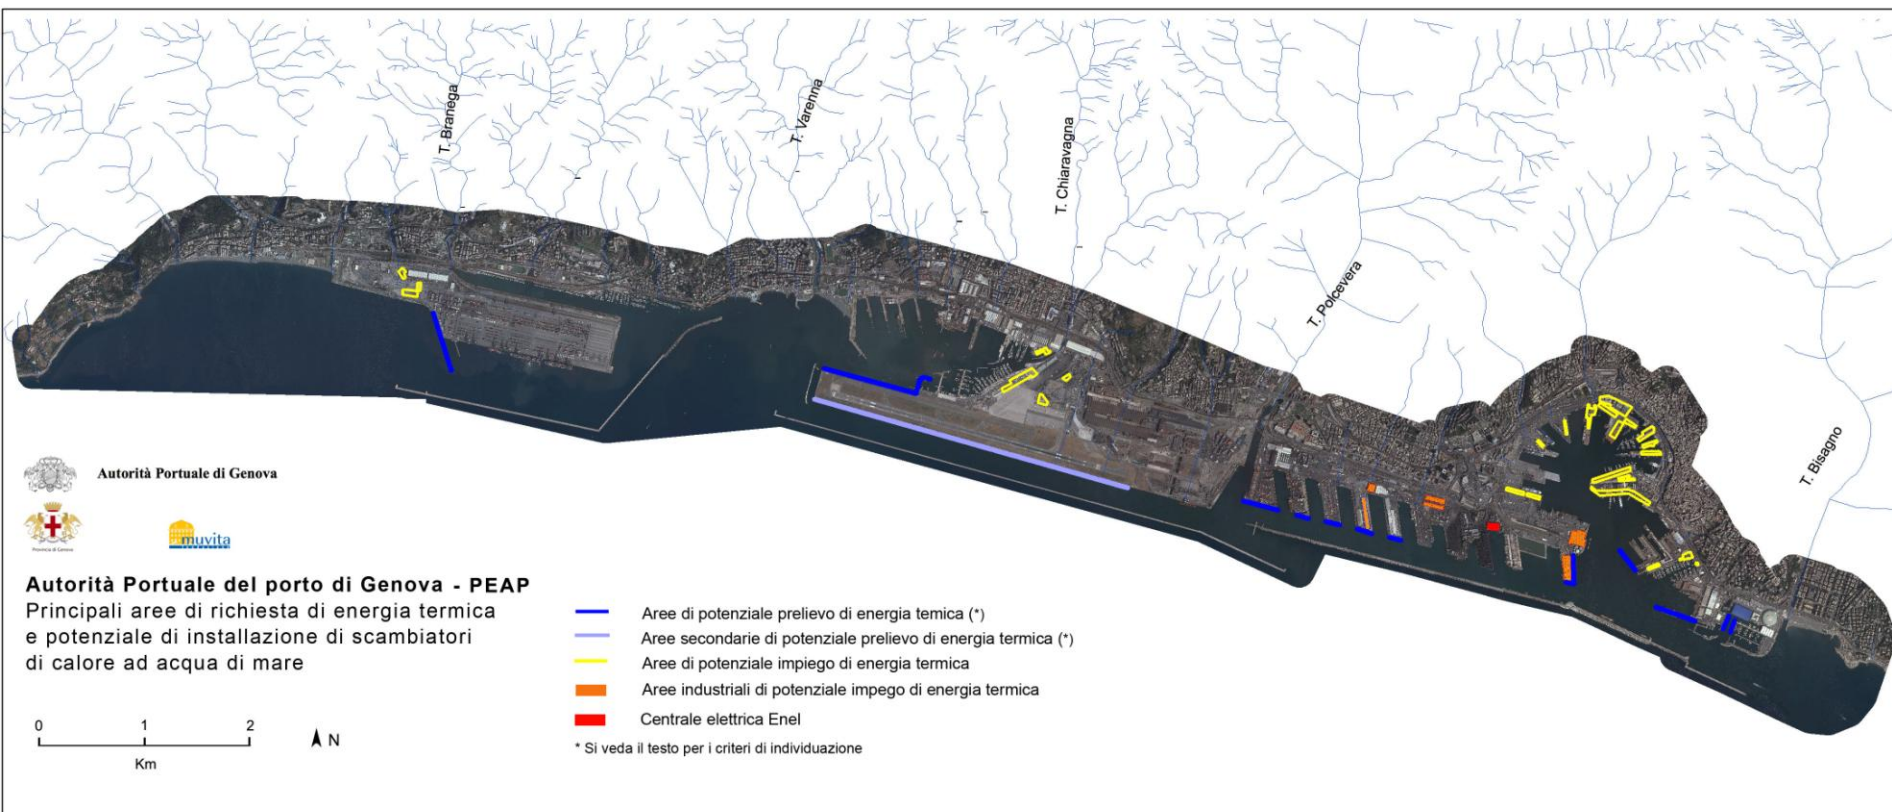 T. Branega
T. Varenna
T. Chiaravagna
T. Polcevera
T. Bisagno
Autorità Portuale di Genova
Provincia di Genova
muvita
Autorità Portuale del porto di Genova - PEAP
Principali aree di richiesta di energia termica
e potenziale di installazione di scambiatori
di calore ad acqua di mare
0 1 2
Km
N
Aree di potenziale prelievo di energia temica (*)
Aree secondarie di potenziale prelievo di energia termica (*)
Aree di potenziale impiego di energia termica
Aree industriali di potenziale impego di energia termica
Centrale elettrica Enel
* Si veda il testo per i criteri di individuazione